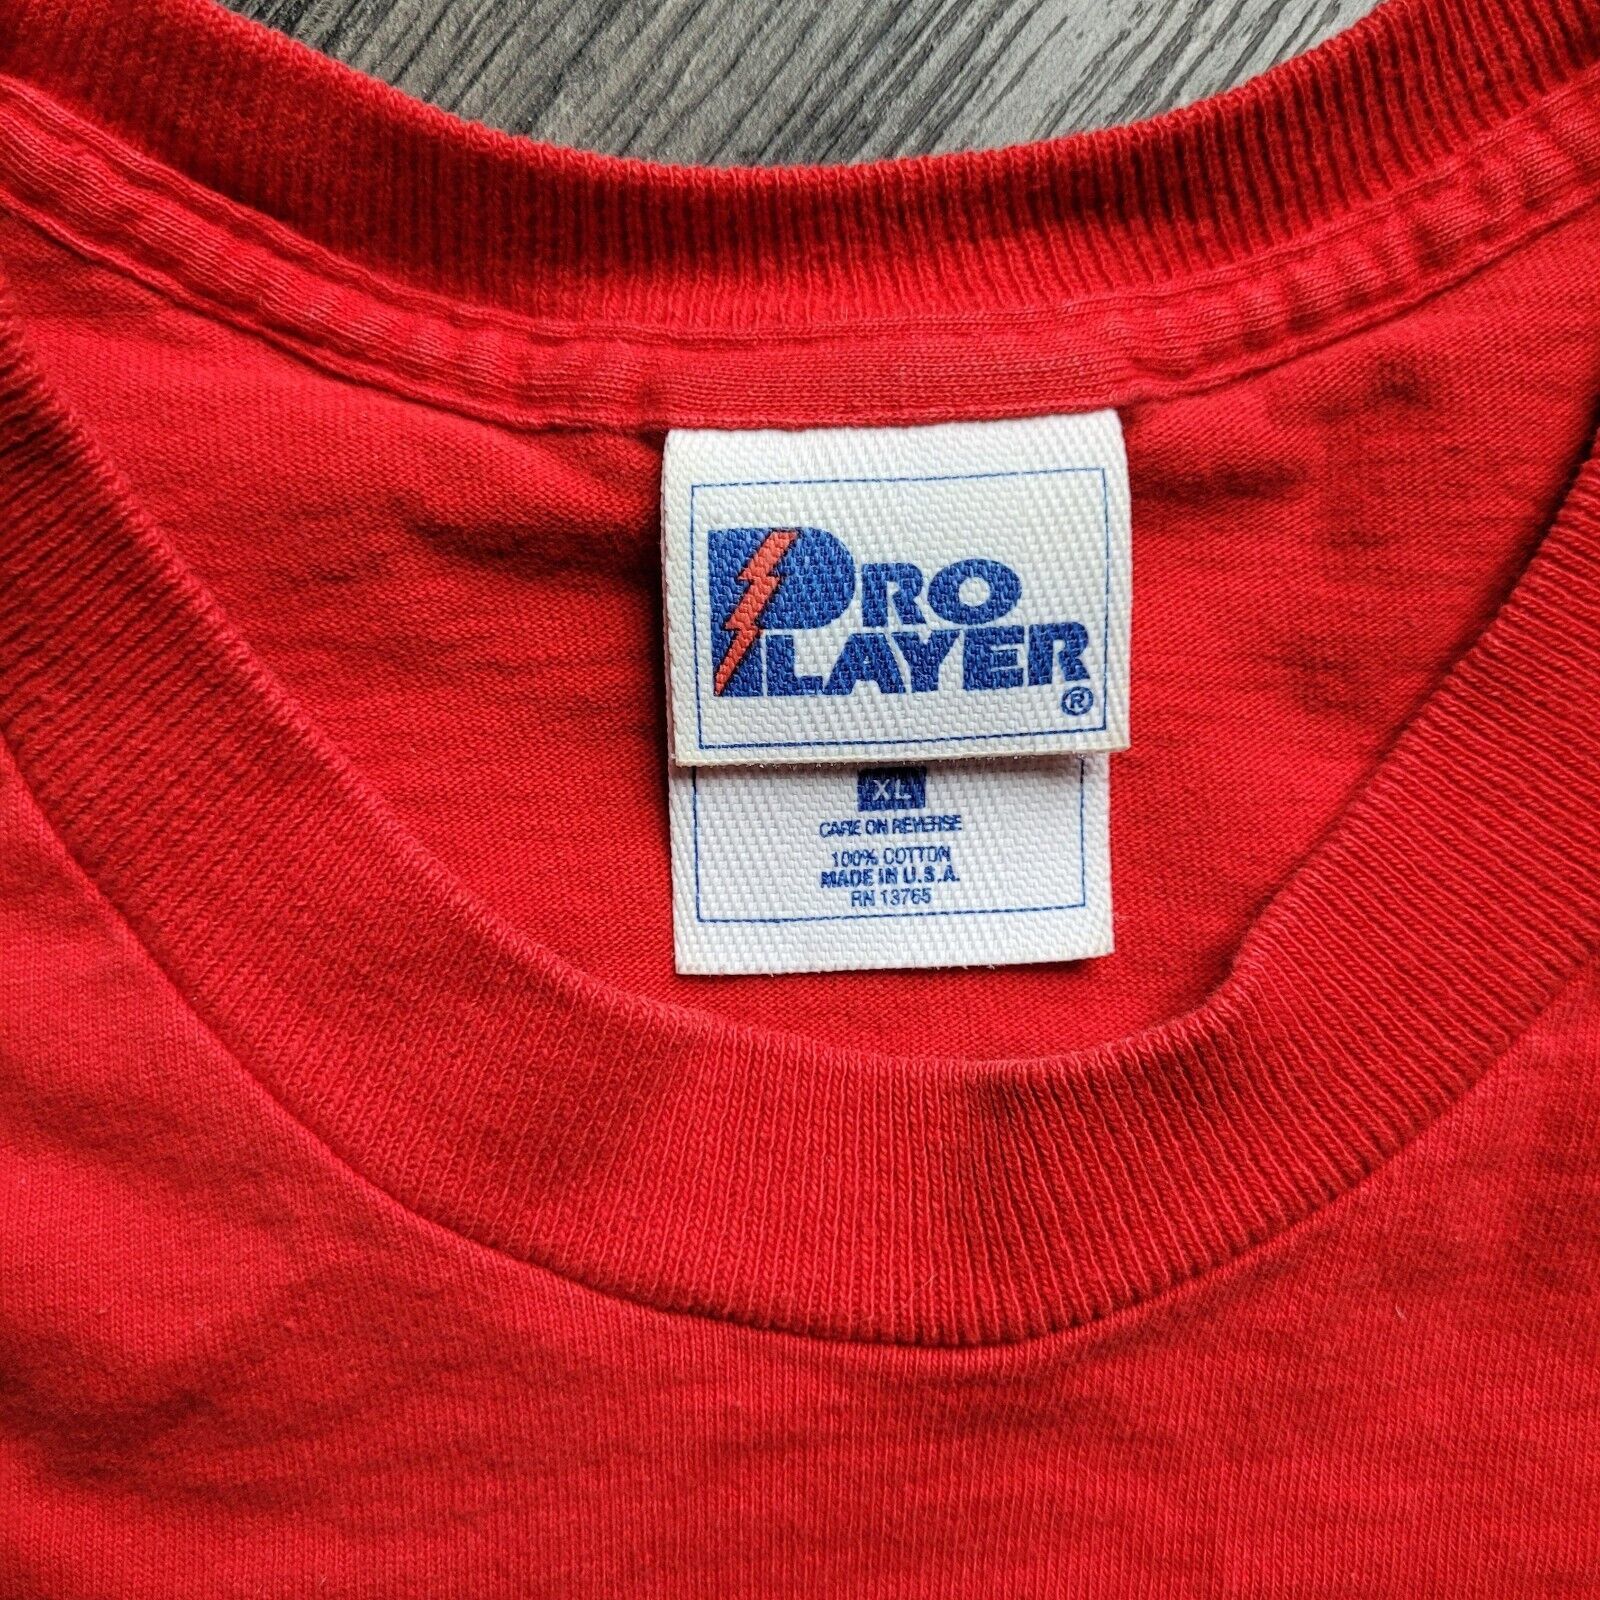 PRO
PLAYER
®
XL
CARE ON REVERSE
100% COTTON
MADE IN U.S.A.
RN 13765